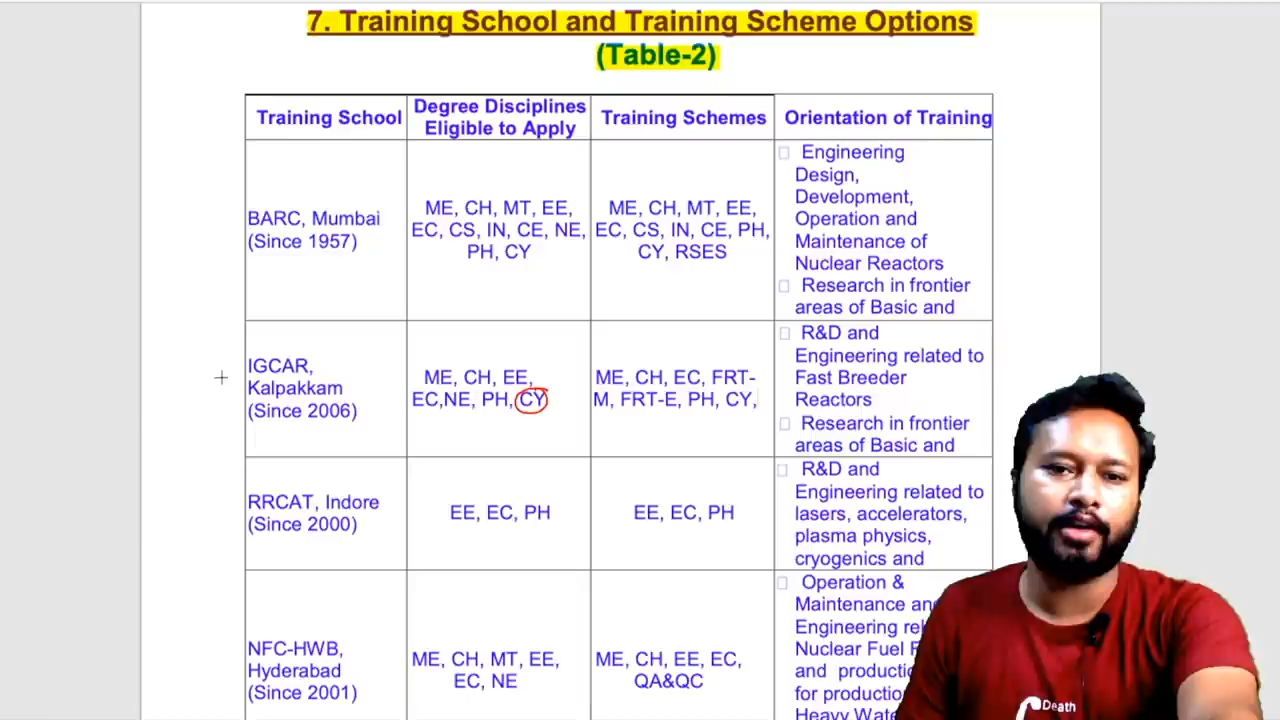 7. Training School and Training Scheme Options
(Table-2)
Training School
Degree Disciplines
Eligible to Apply
Training Schemes
Orientation of Training
BARC, Mumbai
(Since 1957)
ME, CH, MT, EE,
EC, CS, IN, CE, NE,
PH, CY
ME, CH, MT, EE,
EC, CS, IN, CE, PH,
CY, RSES
Engineering
Design,
Development,
Operation and
Maintenance of
Nuclear Reactors
Research in frontier
areas of Basic and
IGCAR,
Kalpakkam
(Since 2006)
ME, CH, EE,
EC,NE, PH, CY
ME, CH, EC, FRT-
M, FRT-E, PH, CY,
R&D and
Engineering related to
Fast Breeder
Reactors
Research in frontier
areas of Basic and
RRCAT, Indore
(Since 2000)
EE, EC, PH
EE, EC, PH
R&D and
Engineering related to
lasers, accelerators,
plasma physics,
cryogenics and
NFC-HWB,
Hyderabad
(Since 2001)
ME, CH, MT, EE,
EC, NE
ME, CH, EE, EC,
QA&QC
Operation &
Maintenance
Engineering
Nuclear Fuel
and
for
Heavy
Death